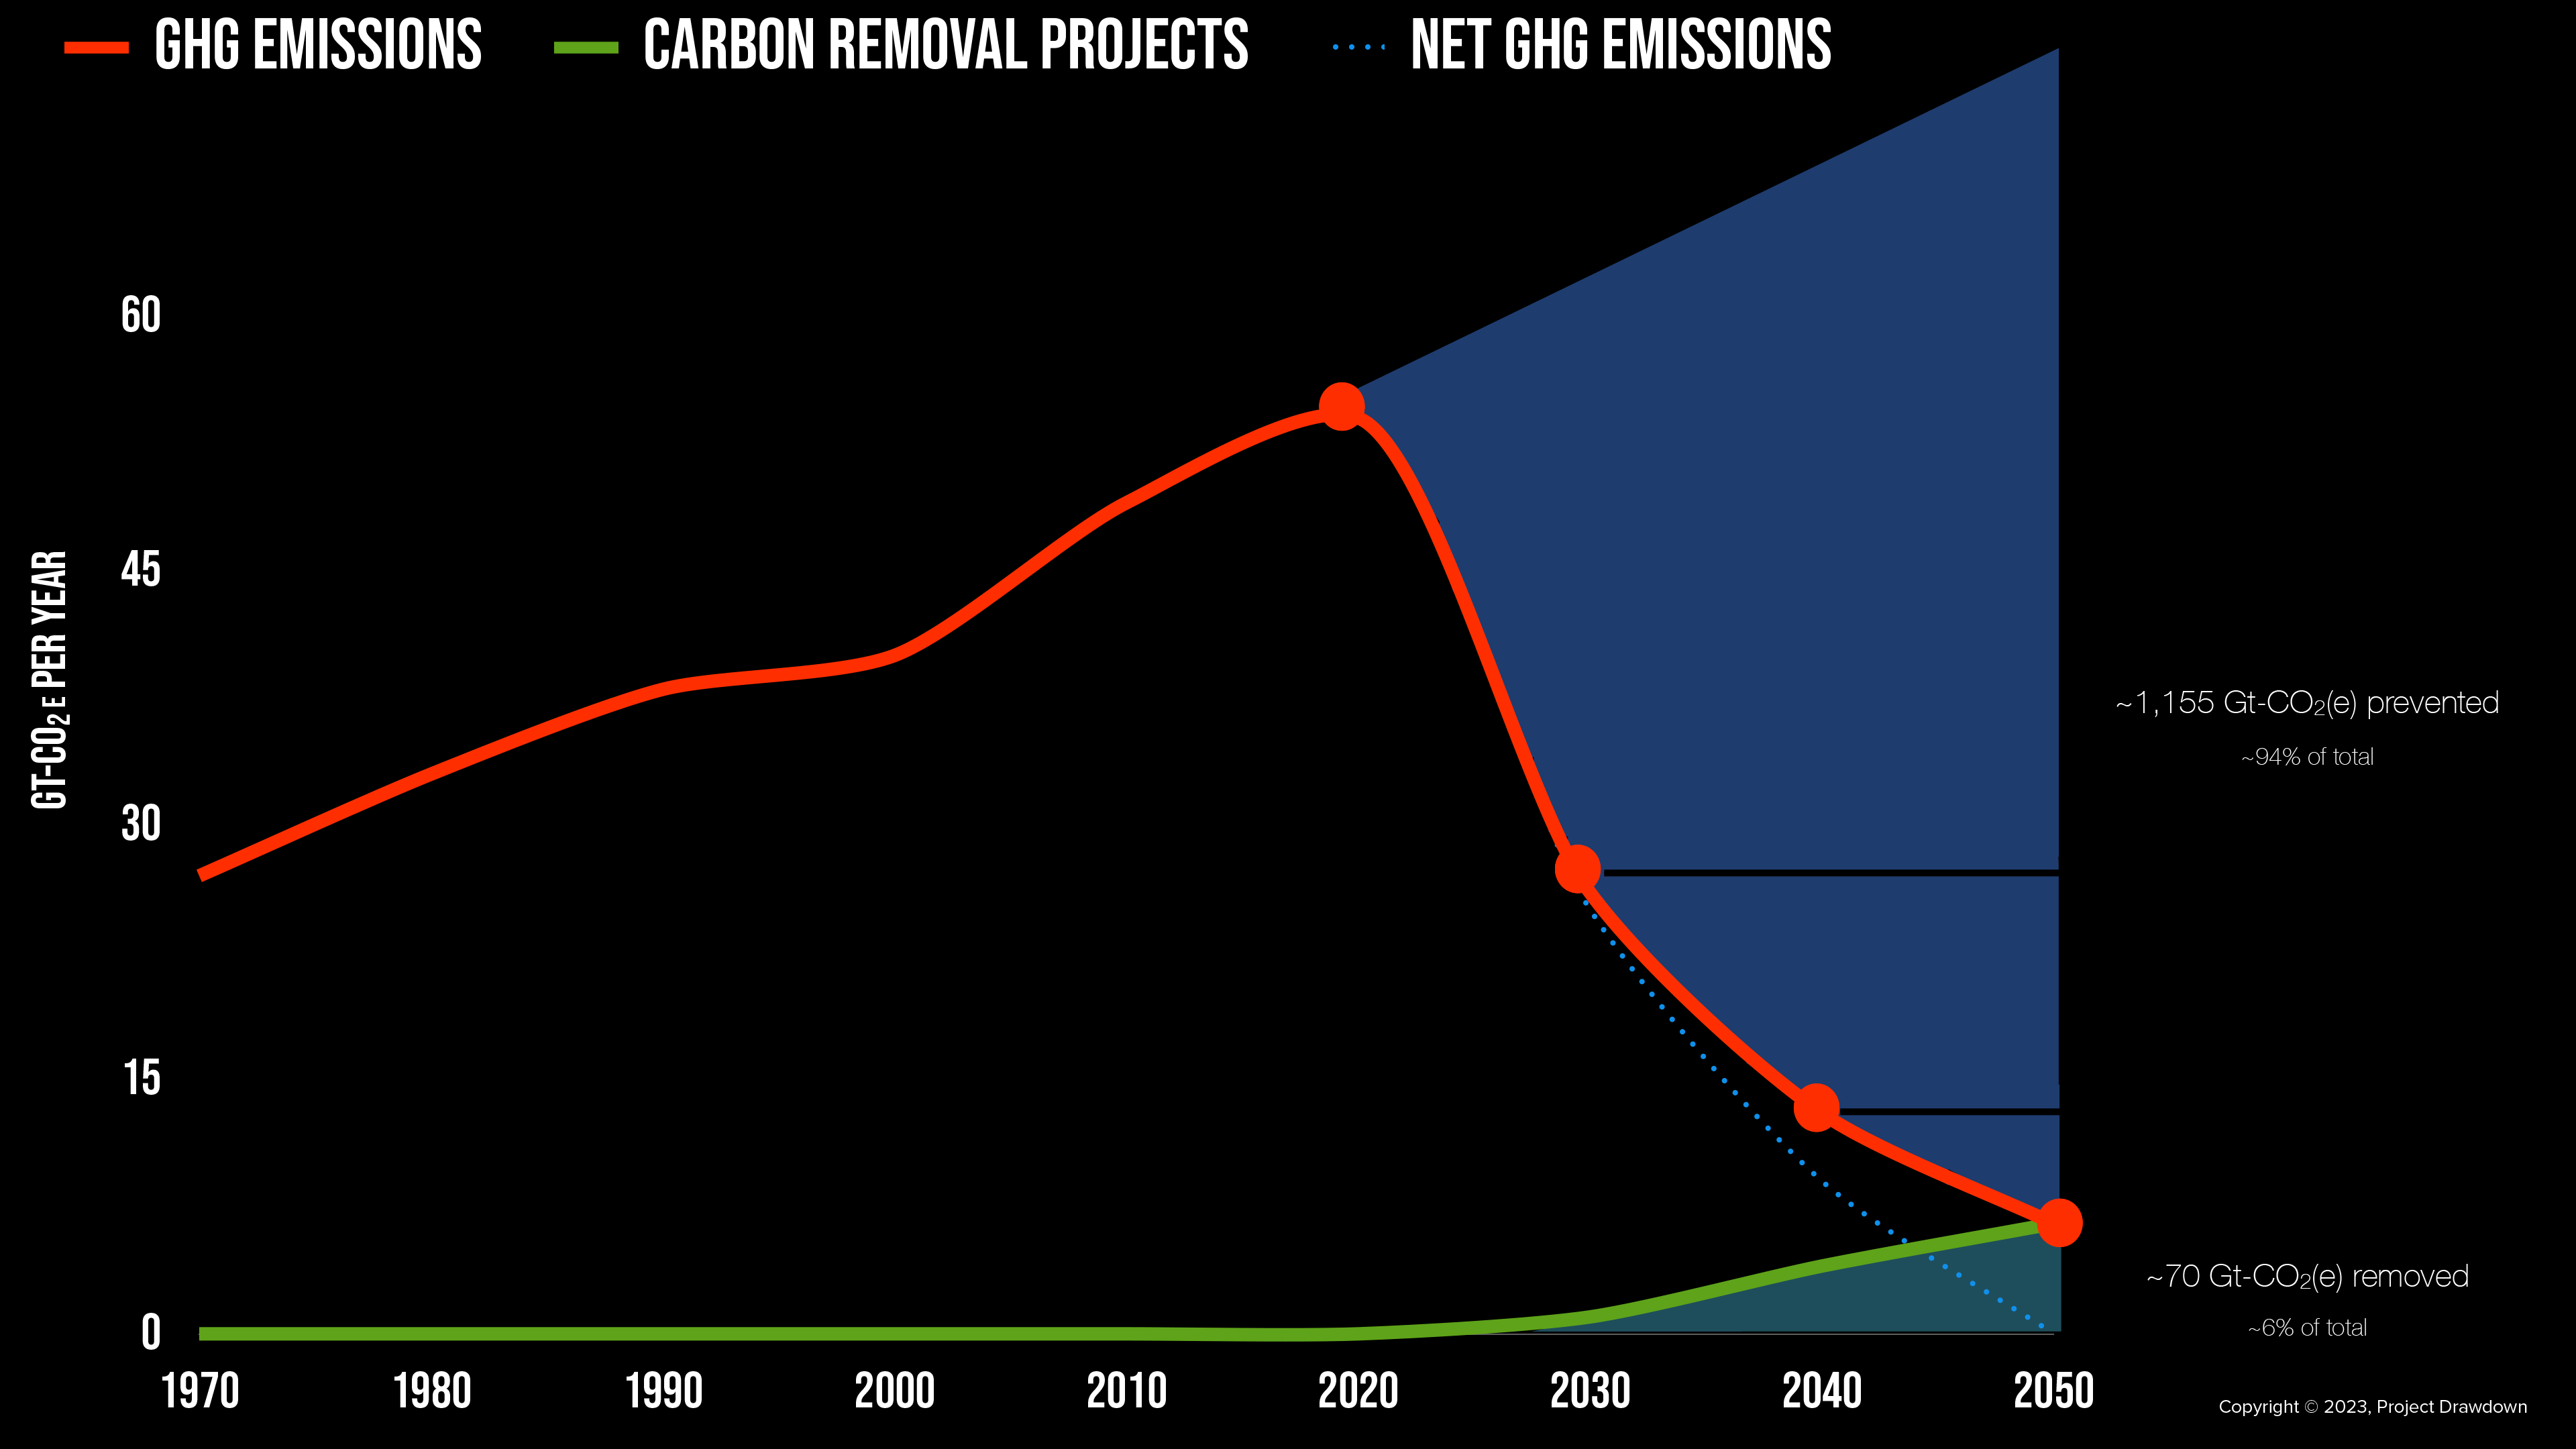 GHG EMISSIONS CARBON REMOVAL PROJECTS NET GHG EMISSIONS
GT-CO₂ E PER YEAR
60
45
30
15
0
~1,155 Gt-CO₂(e) prevented
~94% of total
~70 Gt-CO₂(e) removed
~6% of total
1970 1980 1990 2000 2010 2020 2030 2040 2050
Copyright © 2023, Project Drawdown